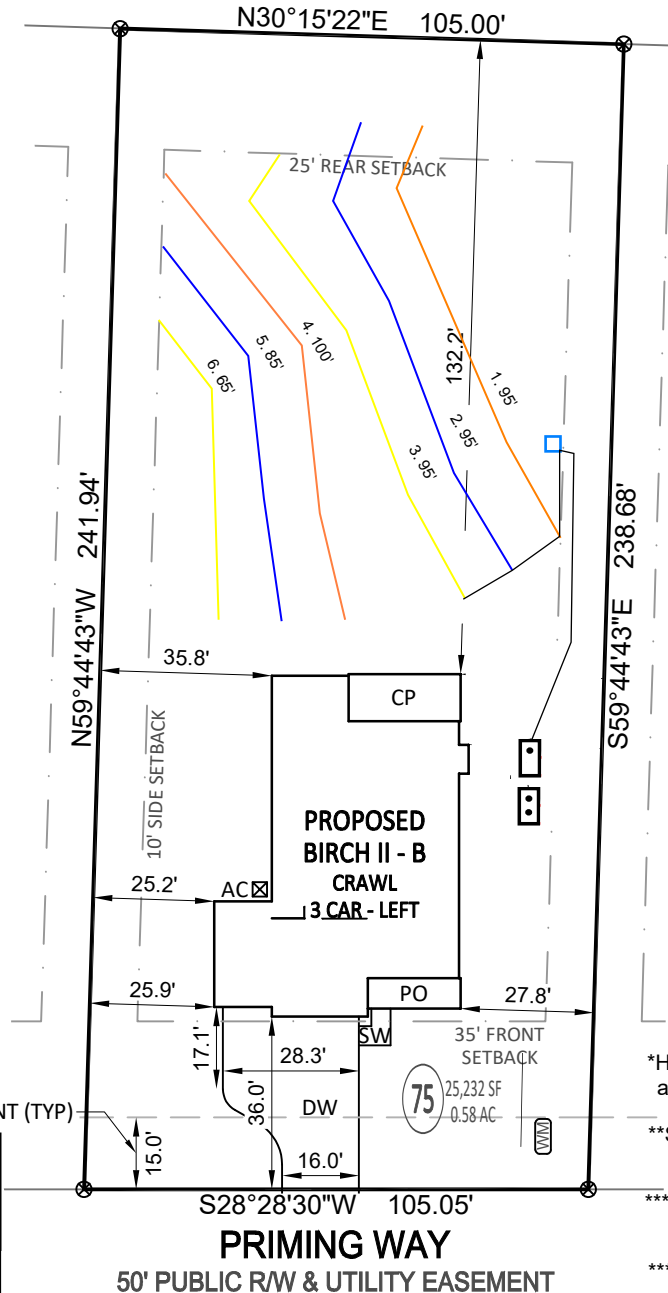 N30°15'22"E 105.00'
25' REAR SETBACK
132.2'
1. 95'
2. 95'
3. 95'
4. 100'
5. 85'
6. 65'
N59°44'43"W 241.94'
S59°44'43"E 238.68'
35.8'
CP
10' SIDE SETBACK
PROPOSED
BIRCH II - B
CRAWL
3 CAR - LEFT
25.2'
AC
25.9'
PO
27.8'
17.1'
SW
35' FRONT
SETBACK
28.3'
36.0'
DW
75
25,232 SF
0.58 AC
*H
a
NT (TYP)
15.0'
16.0'
WM
**S
***
S28°28'30"W 105.05'
PRIMING WAY
50' PUBLIC R/W & UTILITY EASEMENT
***